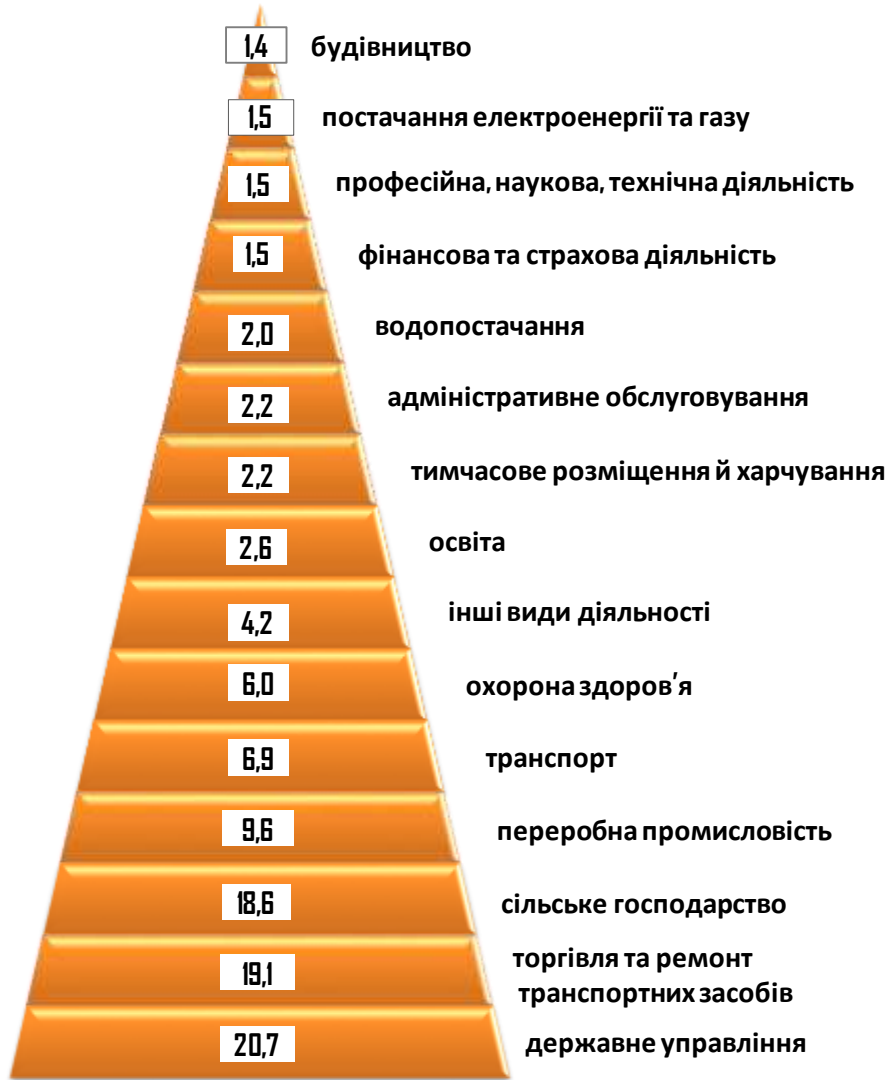 1,4 будівництво
1,5 постачання електроенергії та газу
1,5 професійна, наукова, технічна діяльність
1,5 фінансова та страхова діяльність
2,0 водопостачання
2,2 адміністративне обслуговування
2,2 тимчасове розміщення й харчування
2,6 освіта
4,2 інші види діяльності
6,0 охорона здоров'я
6,9 транспорт
9,6 переробна промисловість
18,6 сільське господарство
19,1 торгівля та ремонт
транспортних засобів
20,7 державне управління